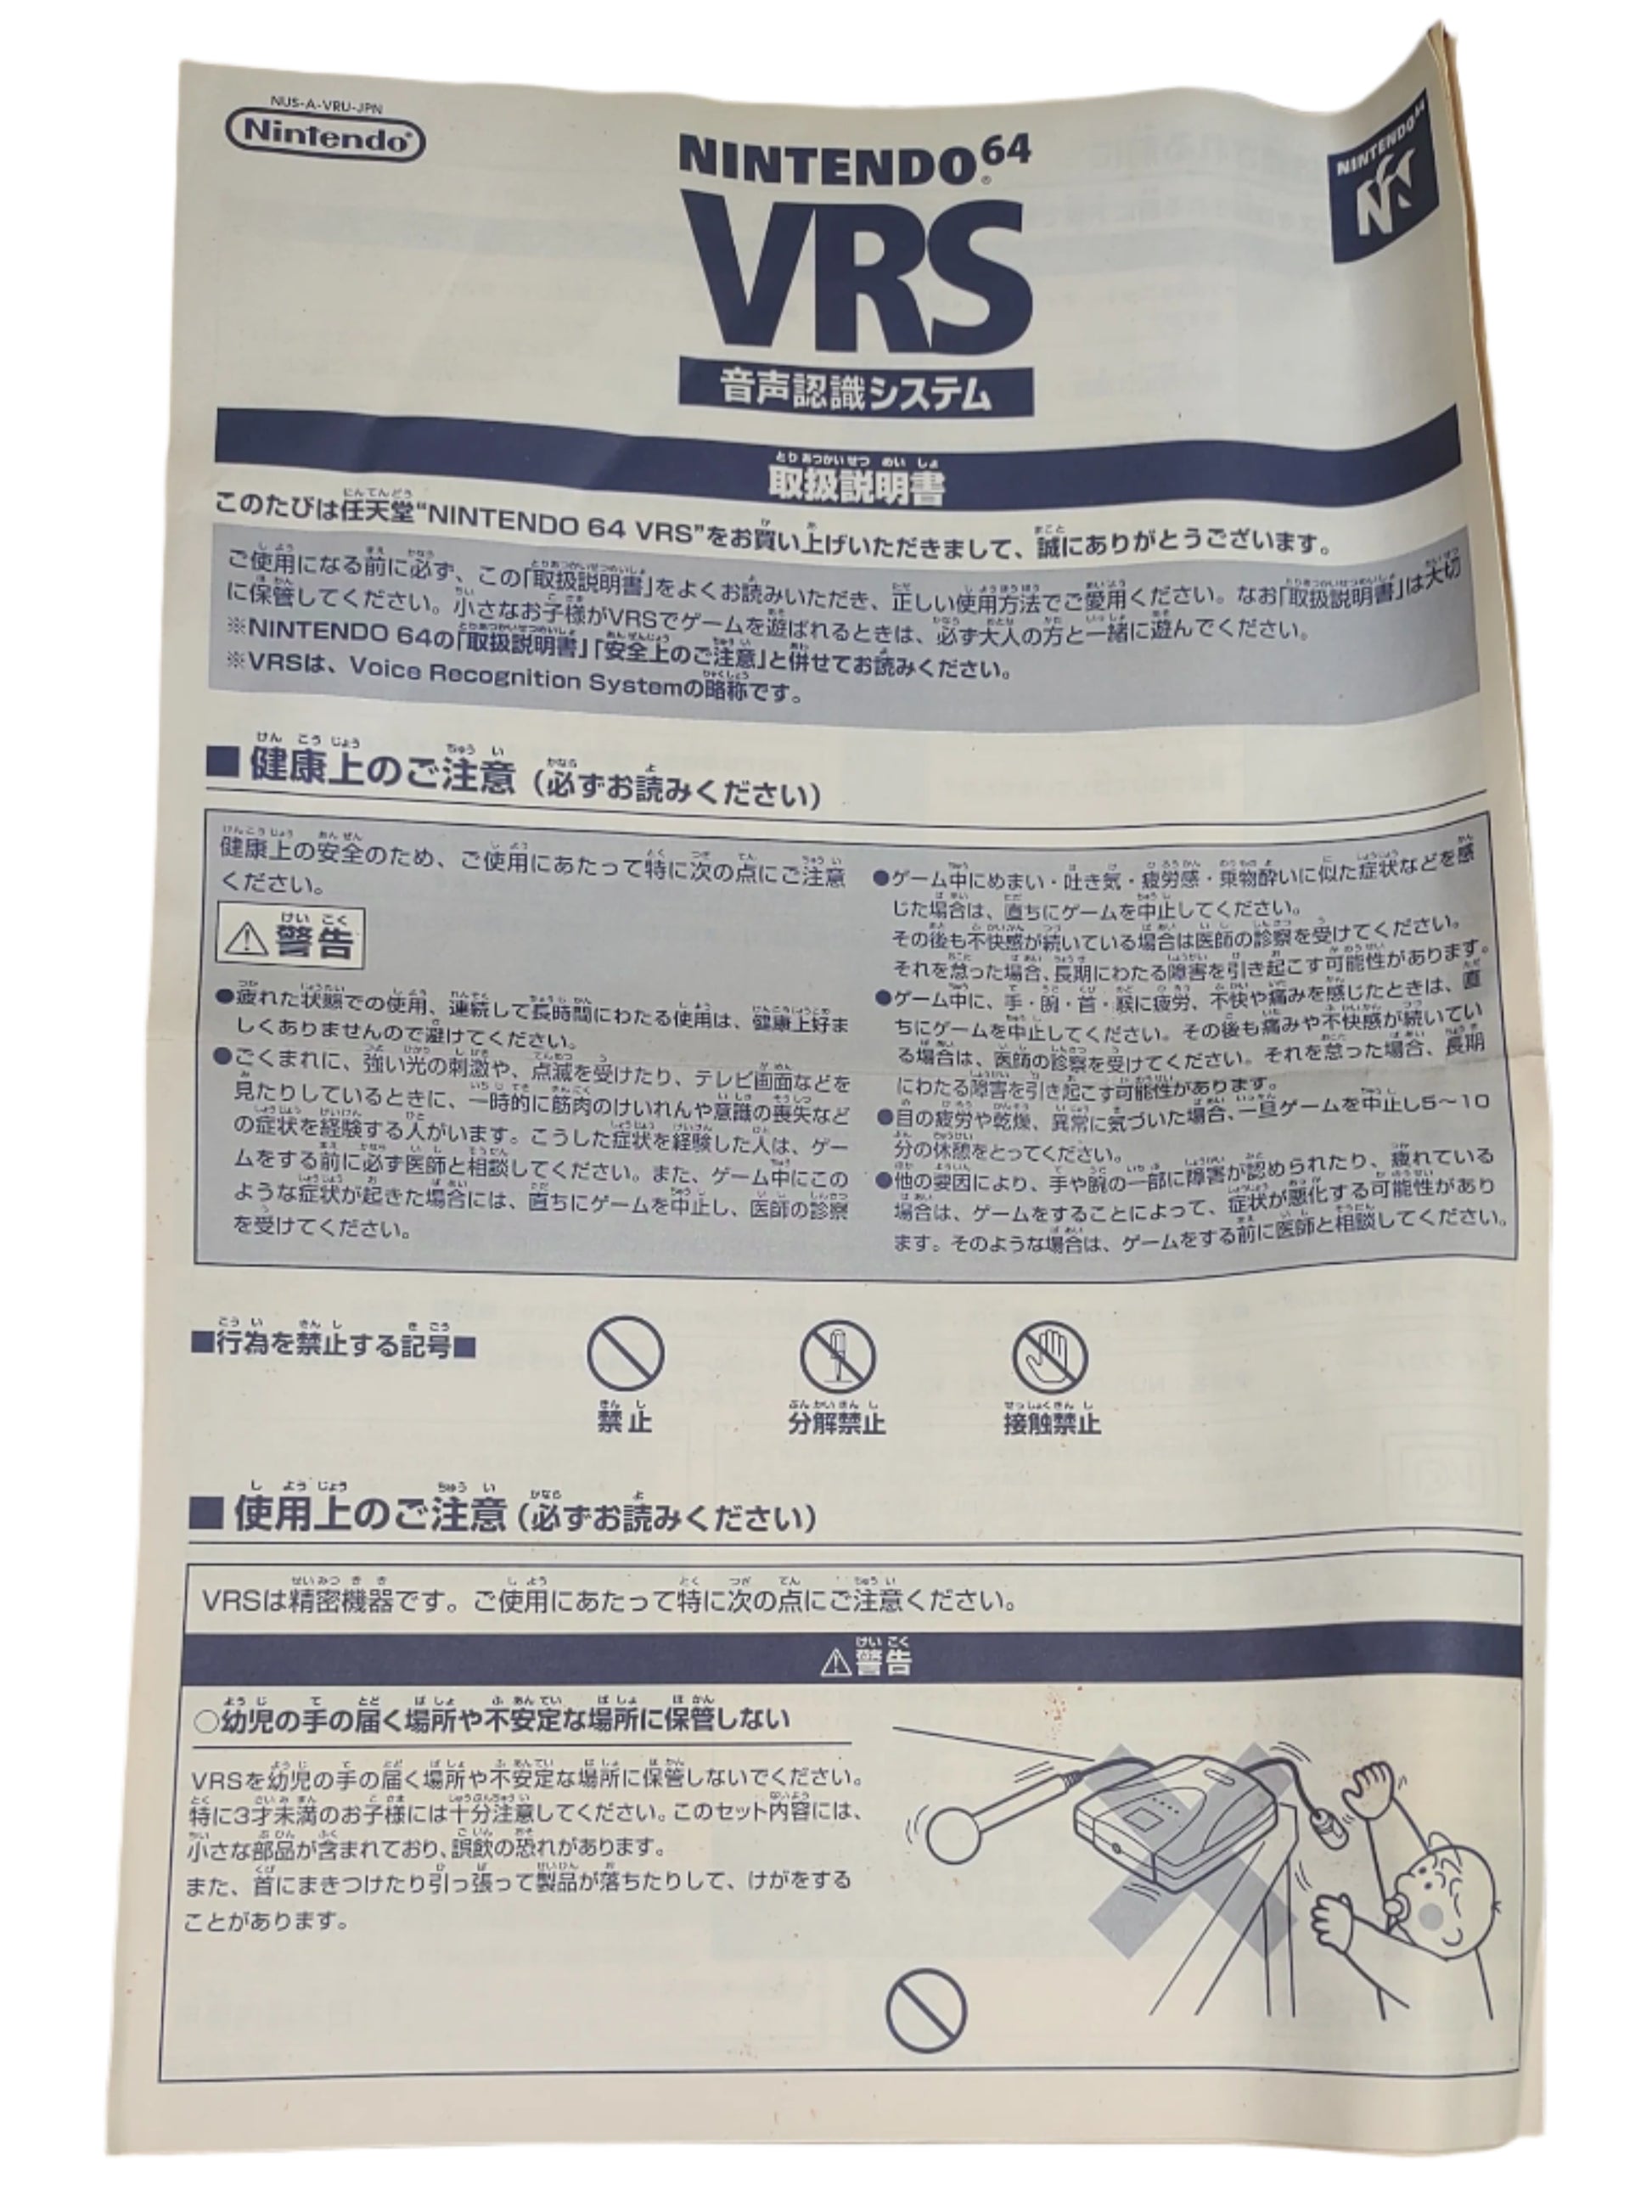 NUS-A-VRU-JPN
Nintendo®
NINTENDO®64
VRS
音声認識システム
NINTENDO64
とりあつかいせつめいしょ
取扱説明書
このたびは任天堂“NINTENDO 64 VRS”をお買い上げいただきまして、誠にありがとうございます。
ご使用になる前に必ず、この「取扱説明書」をよくお読みいただき、正しい使用方法でご愛用ください。なお「取扱説明書」は大切
に保管してください。小さなお子様がVRSでゲームを遊ばれるときは、必ず大人の方と一緒に遊んでください。
※NINTENDO 64の「取扱説明書」「安全上のご注意」と併せてお読みください。
※VRSは、Voice Recognition Systemの略称です。
■健康上のご注意（必ずお読みください）
健康上の安全のため、ご使用にあたって特に次の点にご注意
ください。
⚠警告
●疲れた状態での使用、連続して長時間にわたる使用は、健康上好ま
しくありませんので避けてください。
●ごくまれに、強い光の刺激や、点滅を受けたり、テレビ画面などを
見たりしているときに、一時的に筋肉のけいれんや意識の喪失など
の症状を経験する人がいます。こうした症状を経験した人は、ゲー
ムをする前に必ず医師と相談してください。また、ゲーム中にこの
ような症状が起きた場合には、直ちにゲームを中止し、医師の診察
を受けてください。
●ゲーム中にめまい・吐き気・疲労感・乗物酔いに似た症状などを感
じた場合は、直ちにゲームを中止してください。
その後も不快感が続いている場合は医師の診察を受けてください。
それを怠った場合、長期にわたる障害を引き起こす可能性があります。
●ゲーム中に、手・腕・首・喉に疲労、不快や痛みを感じたときは、直
ちにゲームを中止してください。その後も痛みや不快感が続いてい
る場合は、医師の診察を受けてください。それを怠った場合、長期
にわたる障害を引き起こす可能性があります。
●目の疲労や乾燥、異常に気づいた場合、一旦ゲームを中止し5～10
分の休憩をとってください。
●他の要因により、手や腕の一部に障害が認められたり、疲れている
場合は、ゲームをすることによって、症状が悪化する可能性があり
ます。そのような場合は、ゲームをする前に医師と相談してください。
■行為を禁止する記号■
禁止
分解禁止
接触禁止
■使用上のご注意（必ずお読みください）
VRSは精密機器です。ご使用にあたって特に次の点にご注意ください。
⚠警告
○幼児の手の届く場所や不安定な場所に保管しない
VRSを幼児の手の届く場所や不安定な場所に保管しないでください。
特に3才未満のお子様には十分注意してください。このセット内容には、
小さな部品が含まれており、誤飲の恐れがあります。
また、首にまきつけたり引っ張って製品が落ちたりして、けがをする
ことがあります。